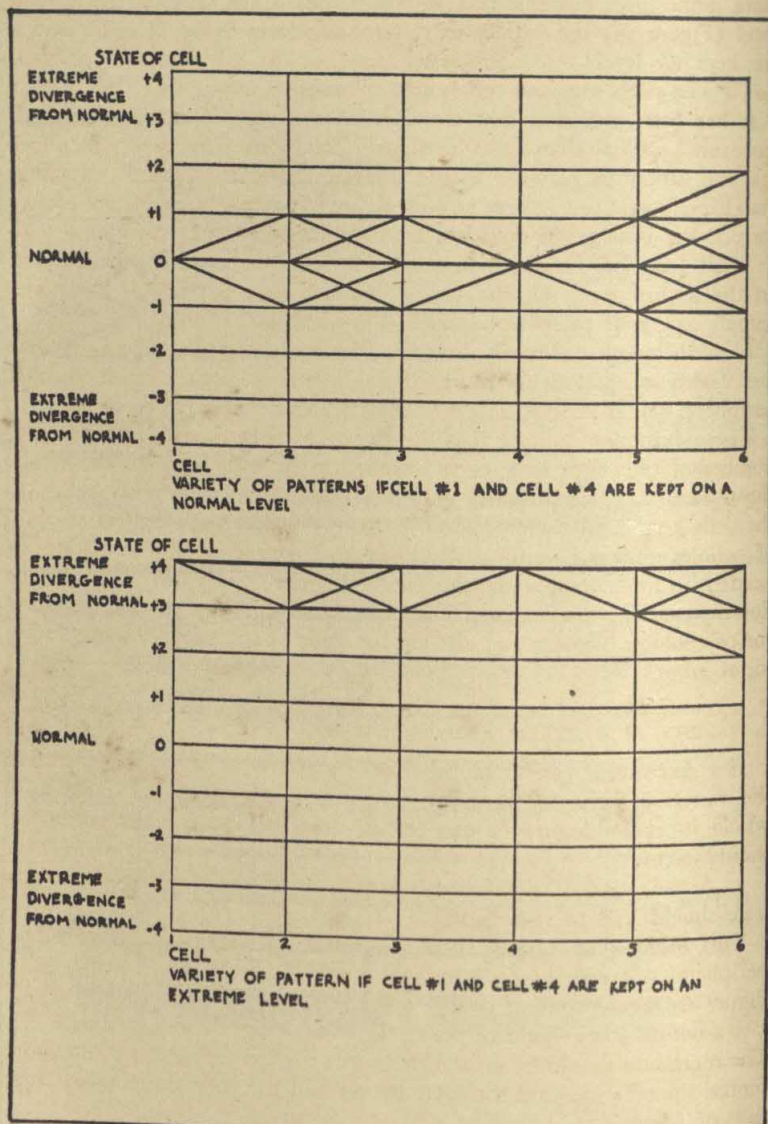 STATE OF CELL
EXTREME +4
DIVERGENCE
FROM NORMAL +3
+2
+1
NORMAL 0
-1
-2
EXTREME -3
DIVERGENCE
FROM NORMAL -4
1 2 3 4 5 6
CELL
VARIETY OF PATTERNS IF CELL #1 AND CELL #4 ARE KEPT ON A
NORMAL LEVEL
STATE OF CELL
EXTREME +4
DIVERGENCE
FROM NORMAL +3
+2
+1
NORMAL 0
-1
-2
EXTREME -3
DIVERGENCE
FROM NORMAL -4
1 2 3 4 5 6
CELL
VARIETY OF PATTERN IF CELL #1 AND CELL #4 ARE KEPT ON AN
EXTREME LEVEL